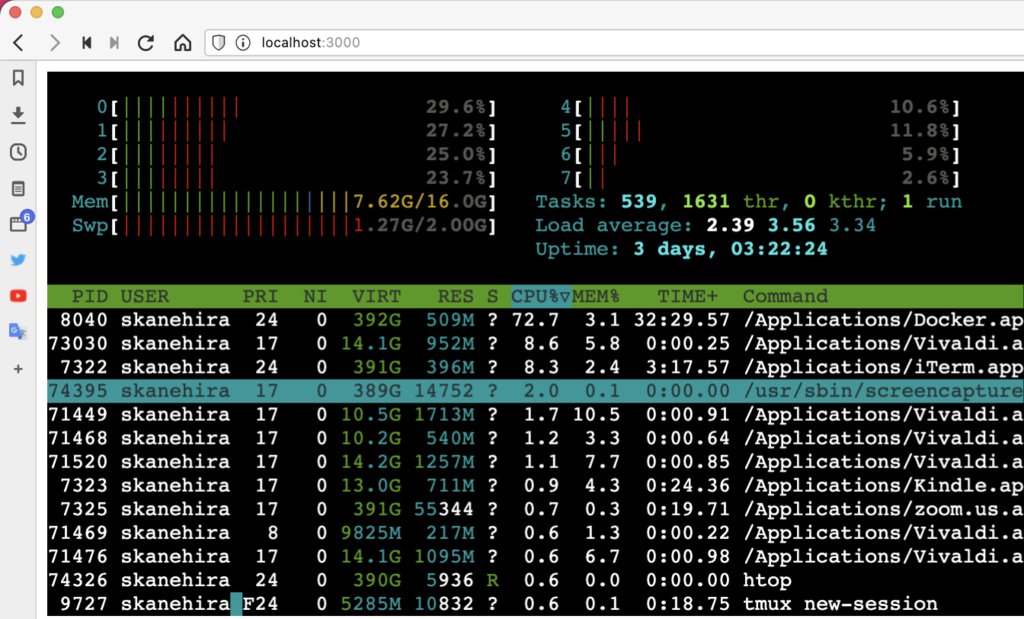 localhost:3000
6
0[||||||||||| 29.6%] 4[|||| 10.6%]
1[|||||||||| 27.2%] 5[||||| 11.8%]
2[||||||||| 25.0%] 6[||| 5.9%]
3[||||||||| 23.7%] 7[|| 2.6%]
Mem[||||||||||||||||||||||7.62G/16.0G] Tasks: 539, 1631 thr, 0 kthr; 1 run
Swp[||||||||||||||||||||||1.27G/2.00G] Load average: 2.39 3.56 3.34
Uptime: 3 days, 03:22:24
PID USER PRI NI VIRT RES S CPU%▽MEM% TIME+ Command
8040 skanehira 24 0 392G 509M ? 72.7 3.1 32:29.57 /Applications/Docker.ap
73030 skanehira 17 0 14.1G 952M ? 8.6 5.8 0:00.25 /Applications/Vivaldi.a
7322 skanehira 24 0 391G 396M ? 8.3 2.4 3:17.57 /Applications/iTerm.app
74395 skanehira 17 0 389G 14752 ? 2.0 0.1 0:00.00 /usr/sbin/screencapture
71449 skanehira 17 0 10.5G 1713M ? 1.7 10.5 0:00.91 /Applications/Vivaldi.a
71468 skanehira 17 0 10.2G 540M ? 1.2 3.3 0:00.64 /Applications/Vivaldi.a
71520 skanehira 17 0 14.2G 1257M ? 1.1 7.7 0:00.85 /Applications/Vivaldi.a
7323 skanehira 17 0 13.0G 711M ? 0.9 4.3 0:24.36 /Applications/Kindle.ap
7325 skanehira 17 0 391G 55344 ? 0.7 0.3 0:19.71 /Applications/zoom.us.a
71469 skanehira 8 0 9825M 217M ? 0.6 1.3 0:00.22 /Applications/Vivaldi.a
71476 skanehira 17 0 14.1G 1095M ? 0.6 6.7 0:00.98 /Applications/Vivaldi.a
74326 skanehira 24 0 390G 5936 R 0.6 0.0 0:00.00 htop
9727 skanehira F24 0 5285M 10832 ? 0.6 0.1 0:18.75 tmux new-session